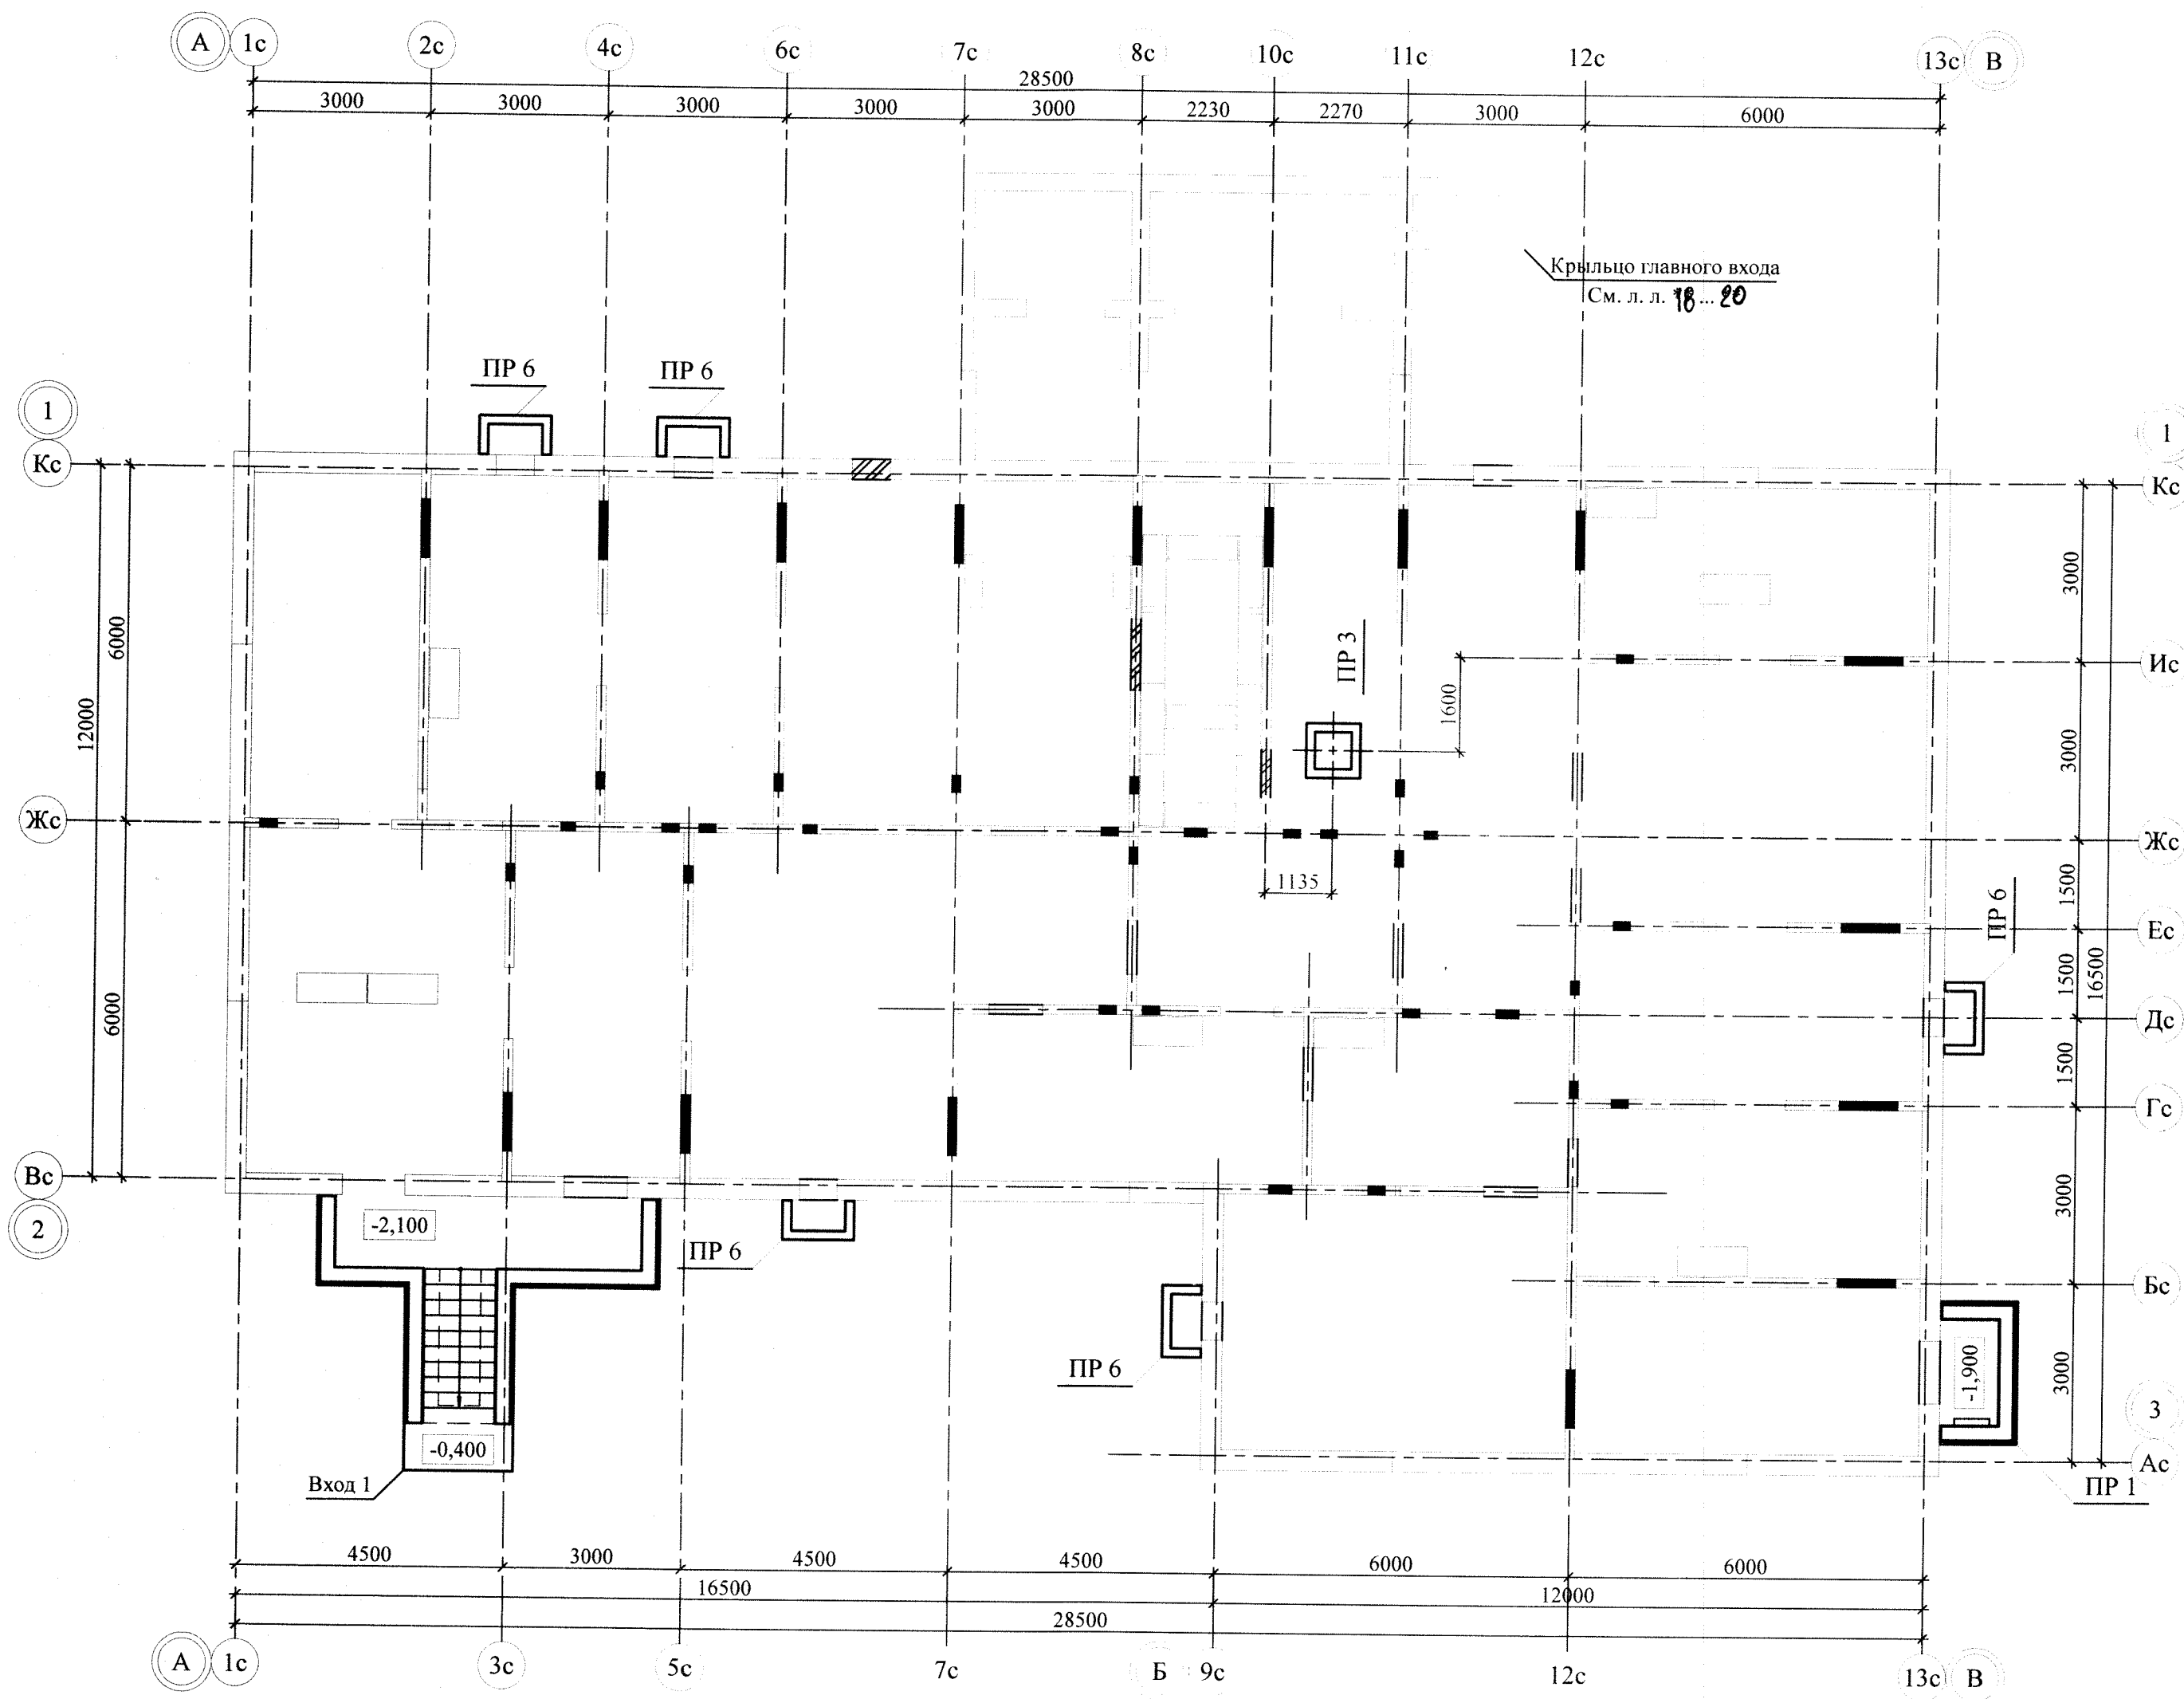 А 1с 2с 4с 6с 7с 8с 10с 11с 12с 13с В
28500
3000 3000 3000 3000 3000 2230 2270 3000 6000
Крыльцо главного входа
См. л. л. 18 ... 20
ПР 6 ПР 6
1 1
Кс Кс
3000
6000
Ис
ПР 3
1600
12000
3000
Жс Жс
1135
1500
ПР 6
Ес
1500
16500
6000
Дс
1500
Гс
Вс
2
-2,100
ПР 6
3000
Бс
ПР 6
-1,900
3000
3
-0,400
Ас
Вход 1
ПР 1
4500 3000 4500 4500 6000 6000
16500 12000
28500
А 1с 3с 5с 7с Б 9с 12с 13с В